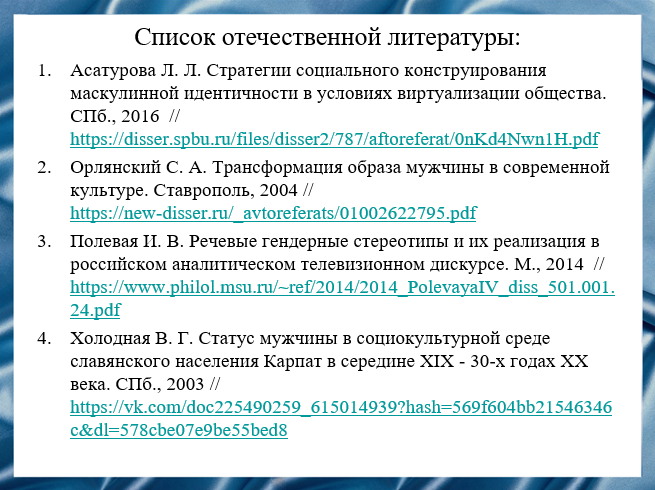 Список отечественной литературы:
1. Асатурова Л. Л. Стратегии социального конструирования
маскулинной идентичности в условиях виртуализации общества.
СПб., 2016 //
https://disser.spbu.ru/files/disser2/787/aftoreferat/0nKd4Nwn1H.pdf
2. Орлянский С. А. Трансформация образа мужчины в современной
культуре. Ставрополь, 2004 //
https://new-disser.ru/_avtoreferats/01002622795.pdf
3. Полевая И. В. Речевые гендерные стереотипы и их реализация в
российском аналитическом телевизионном дискурсе. М., 2014 //
https://www.philol.msu.ru/~ref/2014/2014_PolevayaIV_diss_501.001.
24.pdf
4. Холодная В. Г. Статус мужчины в социокультурной среде
славянского населения Карпат в середине XIX - 30-х годах XX
века. СПб., 2003 //
https://vk.com/doc225490259_615014939?hash=569f604bb21546346
c&dl=578cbe07e9be55bed8